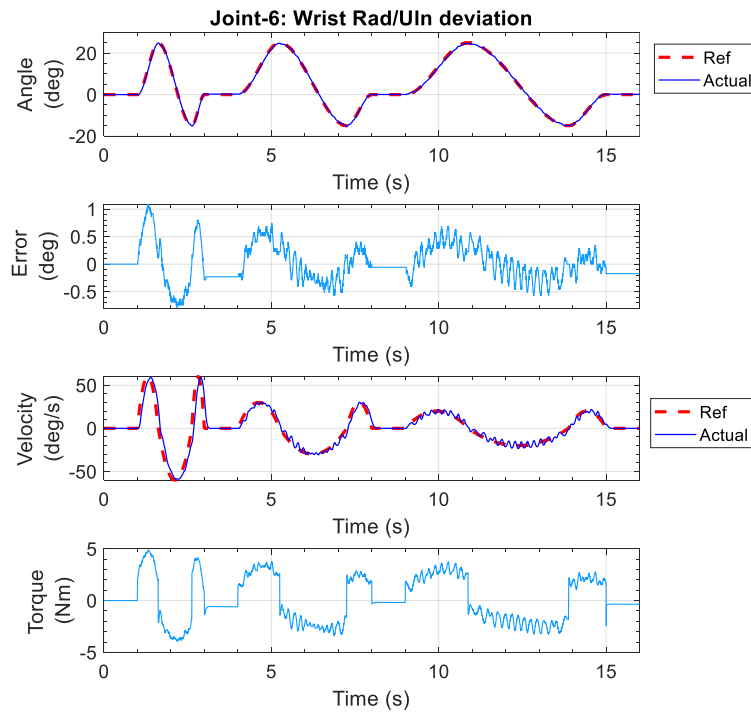 Joint-6: Wrist Rad/Uln deviation
Angle
(deg)
20
0
-20
0
5
10
15
Time (s)
Ref
Actual
Error
(deg)
1
0.5
0
-0.5
0
5
10
15
Time (s)
Velocity
(deg/s)
50
0
-50
0
5
10
15
Time (s)
Ref
Actual
Torque
(Nm)
5
0
-5
0
5
10
15
Time (s)